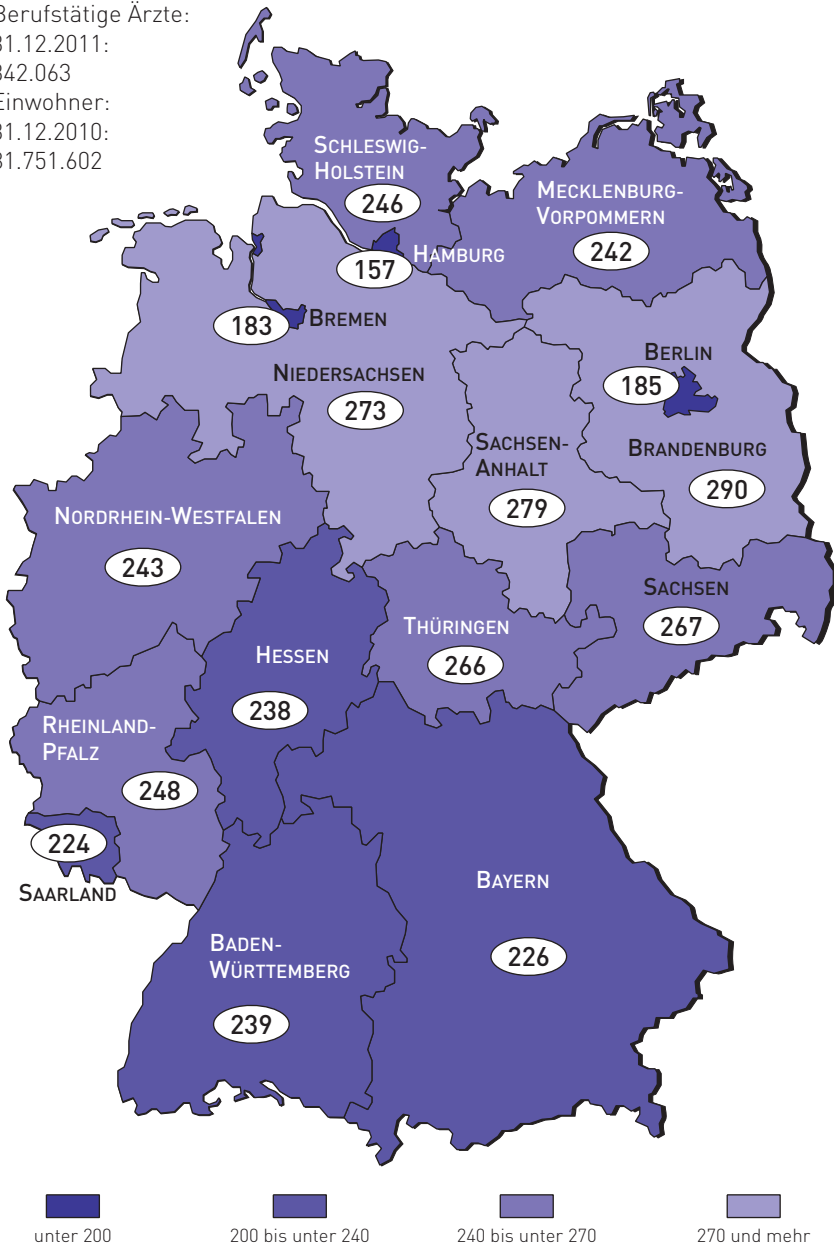 Berufstätige Ärzte:
31.12.2011:
342.063
Einwohner:
31.12.2010:
81.751.602
Schleswig-
Holstein
246
Mecklenburg-
Vorpommern
242
Hamburg
157
Bremen
183
Niedersachsen
273
Berlin
185
Brandenburg
290
Sachsen-
Anhalt
279
Nordrhein-Westfalen
243
Sachsen
267
Thüringen
266
Hessen
238
Rheinland-
Pfalz
248
224
Saarland
Bayern
226
Baden-
Württemberg
239
unter 200
200 bis unter 240
240 bis unter 270
270 und mehr